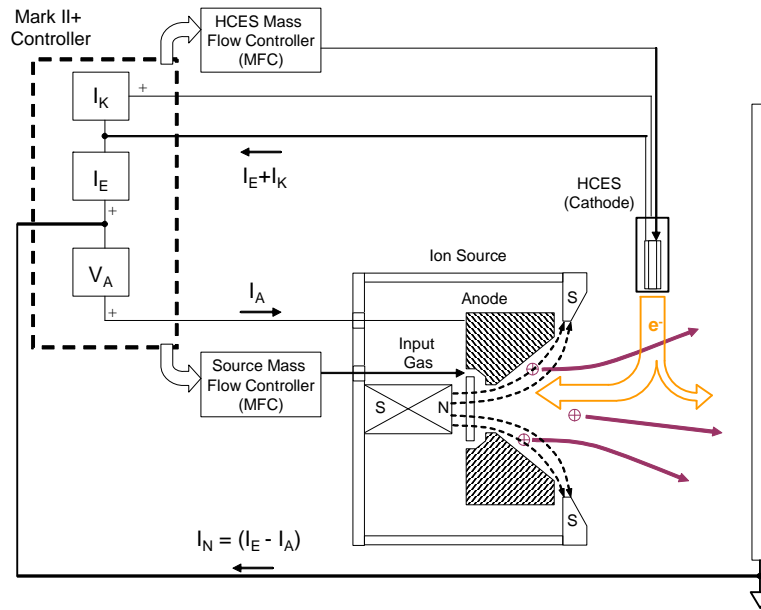 Mark II+
Controller
HCES Mass
Flow Controller
(MFC)
I_K
+
I_E
+
I_E+I_K
V_A
+
I_A
HCES
(Cathode)
Ion Source
Anode
S
e-
Input
Gas
Source Mass
Flow Controller
(MFC)
S N
S
I_N = (I_E - I_A)